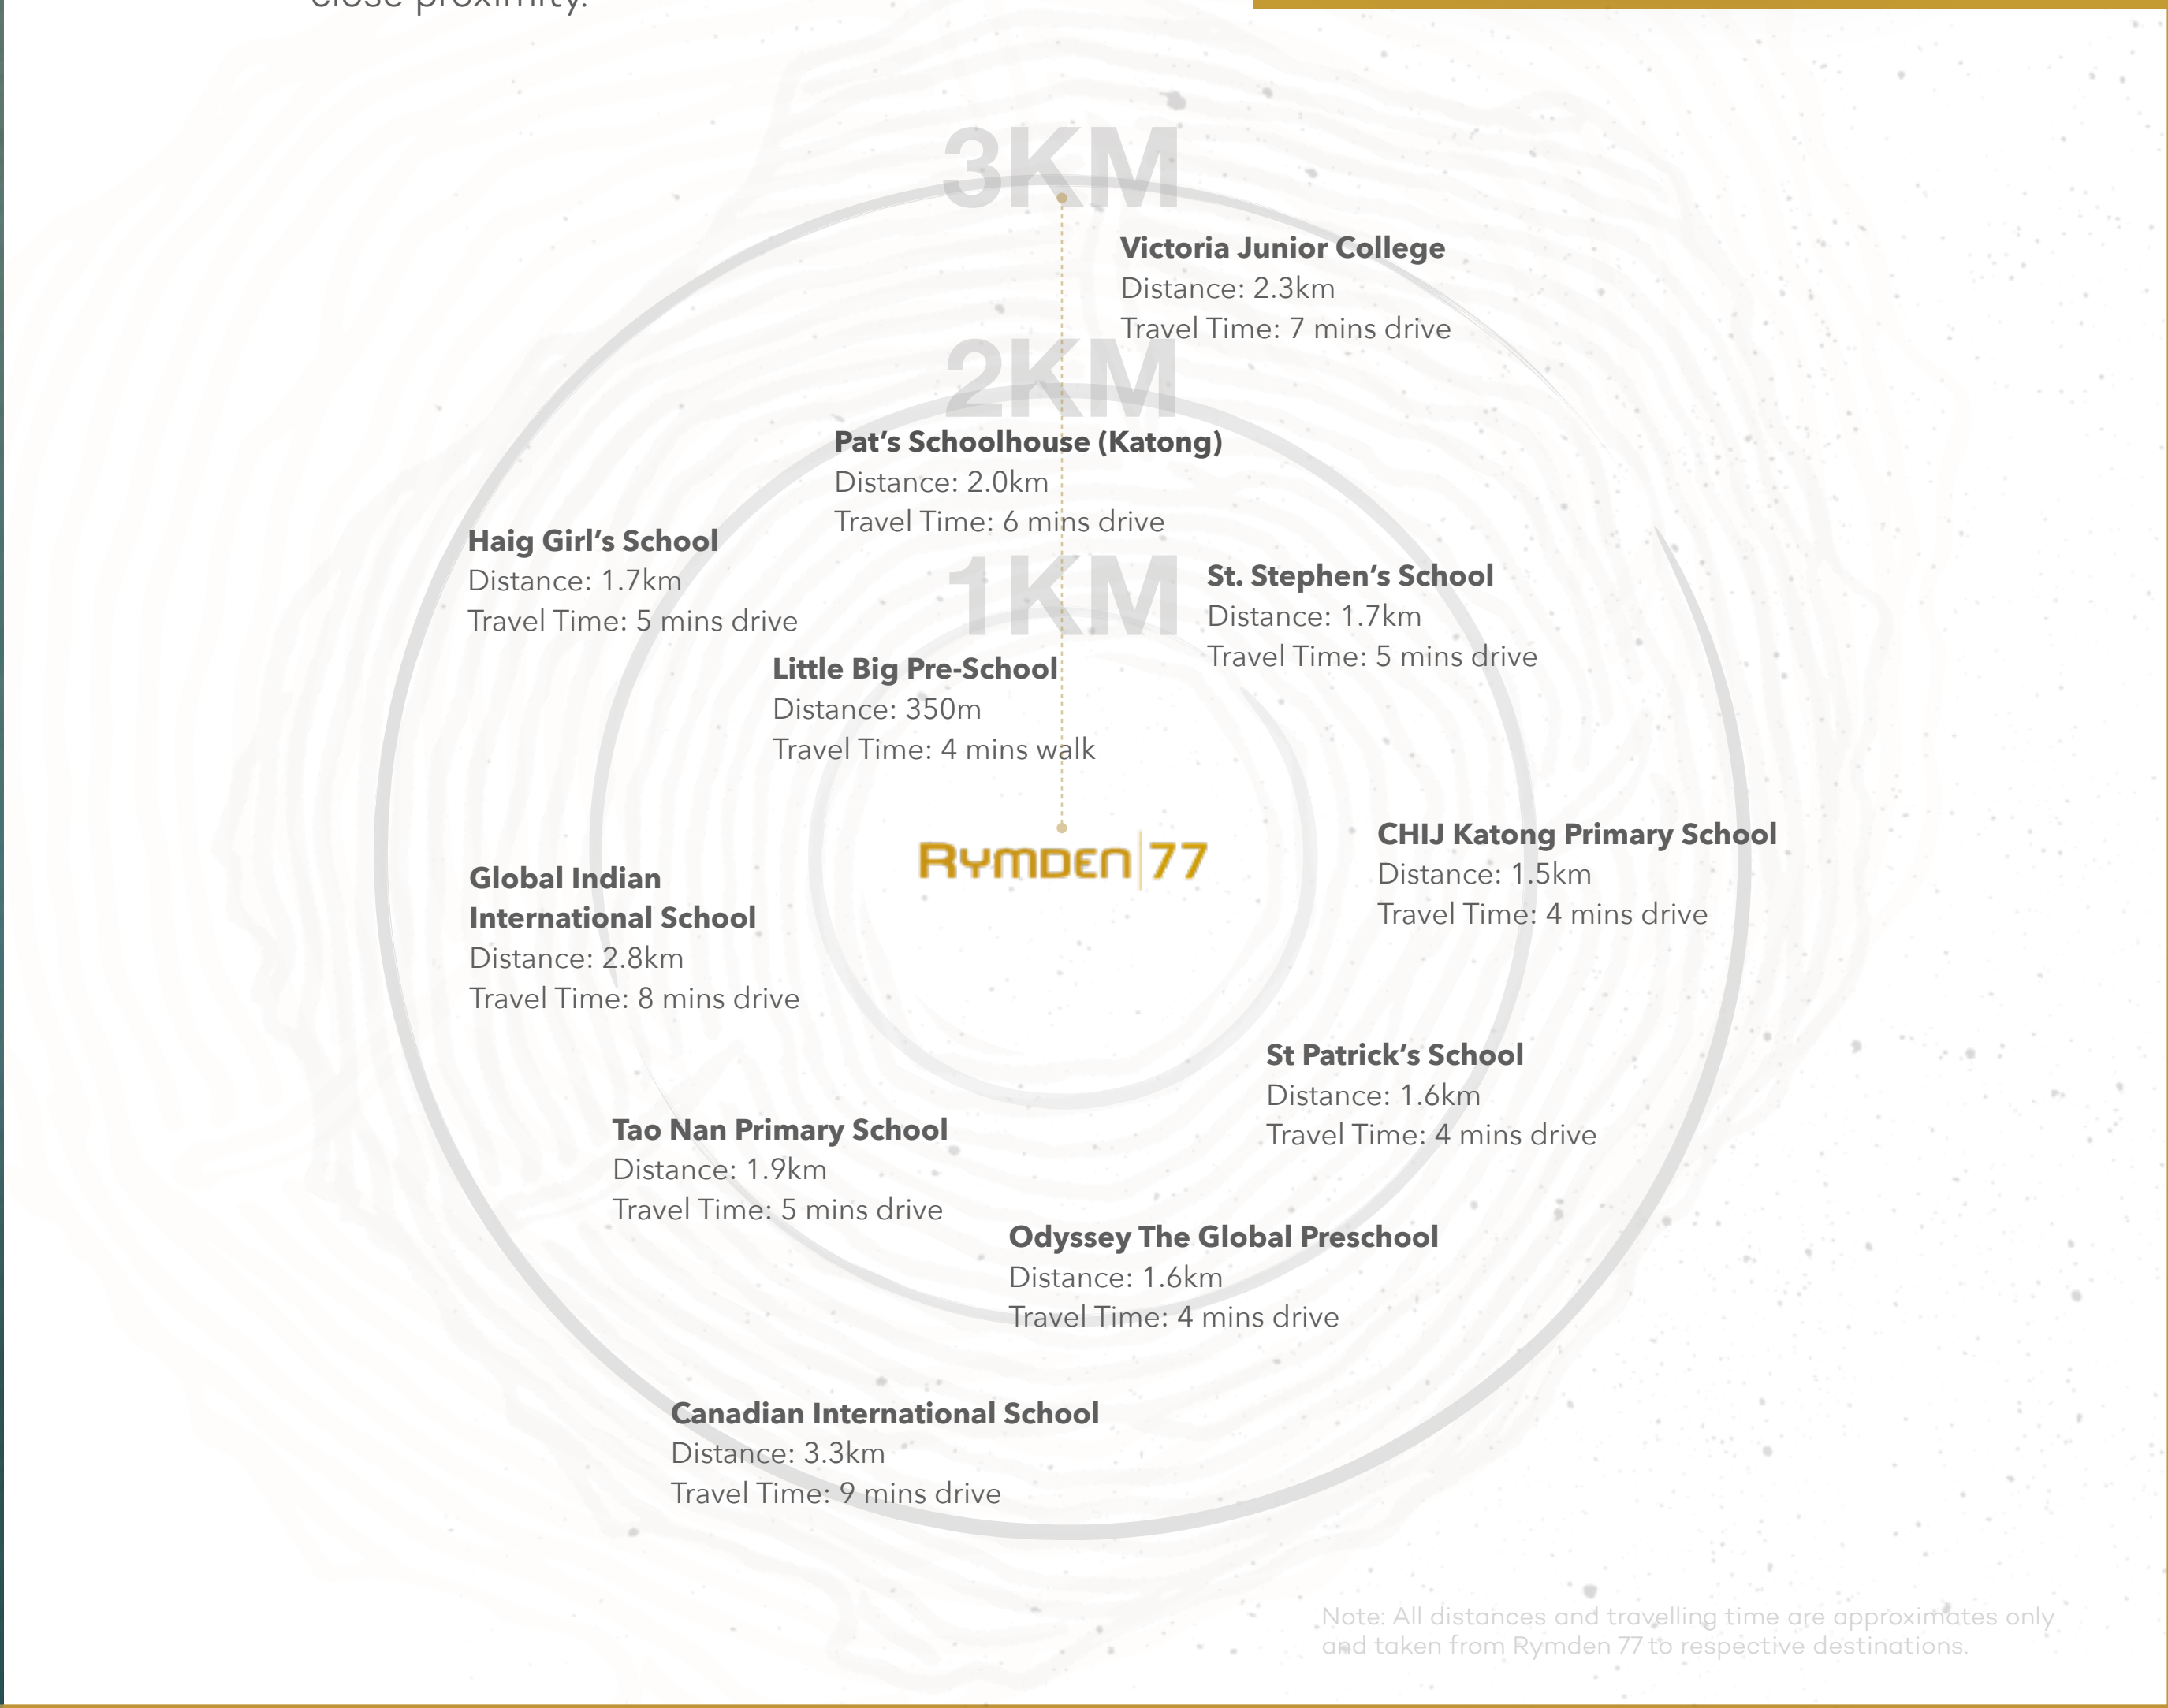 close proximity.
3KM
Victoria Junior College
Distance: 2.3km
Travel Time: 7 mins drive
2KM
Pat’s Schoolhouse (Katong)
Distance: 2.0km
Travel Time: 6 mins drive
Haig Girl’s School
Distance: 1.7km
Travel Time: 5 mins drive
1KM
St. Stephen’s School
Distance: 1.7km
Travel Time: 5 mins drive
Little Big Pre-School
Distance: 350m
Travel Time: 4 mins walk
RYMDEN 77
CHIJ Katong Primary School
Distance: 1.5km
Travel Time: 4 mins drive
Global Indian
International School
Distance: 2.8km
Travel Time: 8 mins drive
St Patrick’s School
Distance: 1.6km
Travel Time: 4 mins drive
Tao Nan Primary School
Distance: 1.9km
Travel Time: 5 mins drive
Odyssey The Global Preschool
Distance: 1.6km
Travel Time: 4 mins drive
Canadian International School
Distance: 3.3km
Travel Time: 9 mins drive
Note: All distances and travelling time are approximates only
and taken from Rymden 77 to respective destinations.